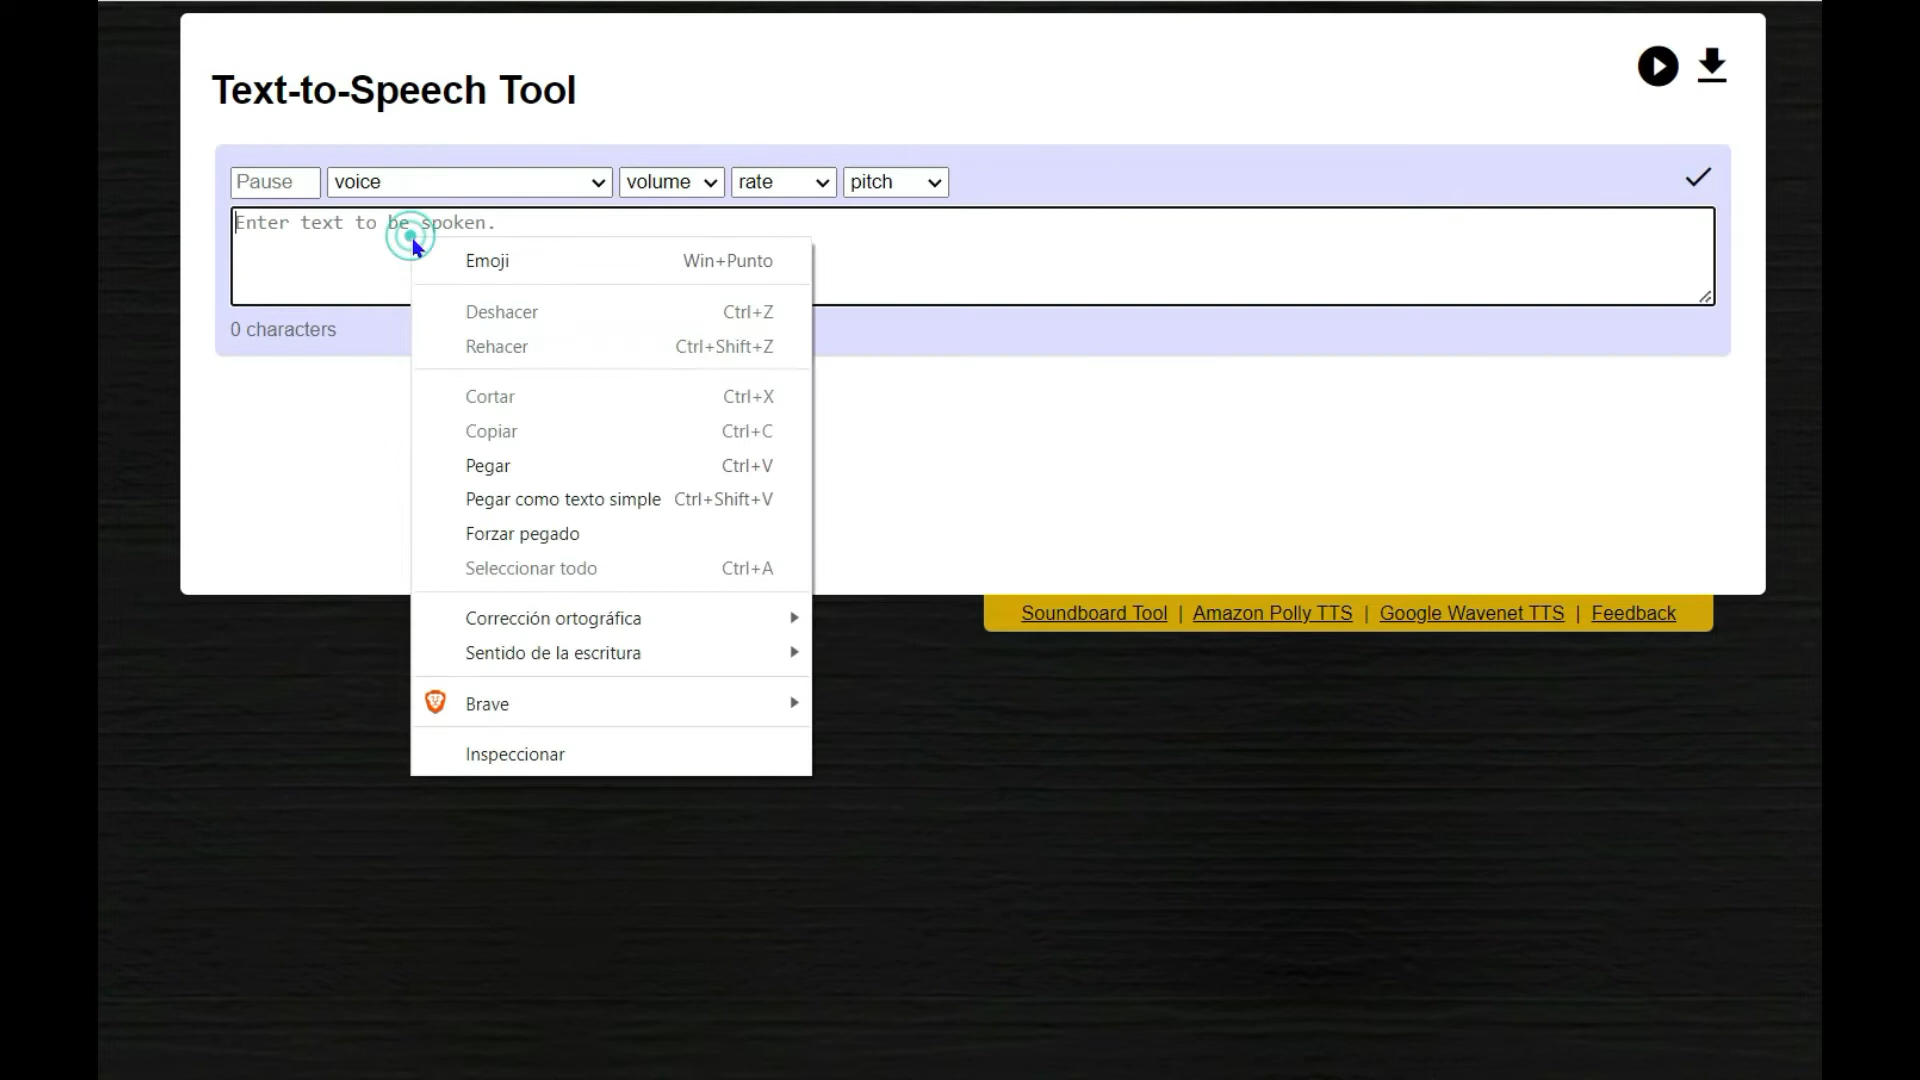 Text-to-Speech Tool
Pause voice volume rate pitch
Enter text to be spoken.
0 characters
Emoji Win+Punto
Deshacer Ctrl+Z
Rehacer Ctrl+Shift+Z
Cortar Ctrl+X
Copiar Ctrl+C
Pegar Ctrl+V
Pegar como texto simple Ctrl+Shift+V
Forzar pegado
Seleccionar todo Ctrl+A
Corrección ortográfica
Sentido de la escritura
Brave
Inspeccionar
Soundboard Tool | Amazon Polly TTS | Google Wavenet TTS | Feedback